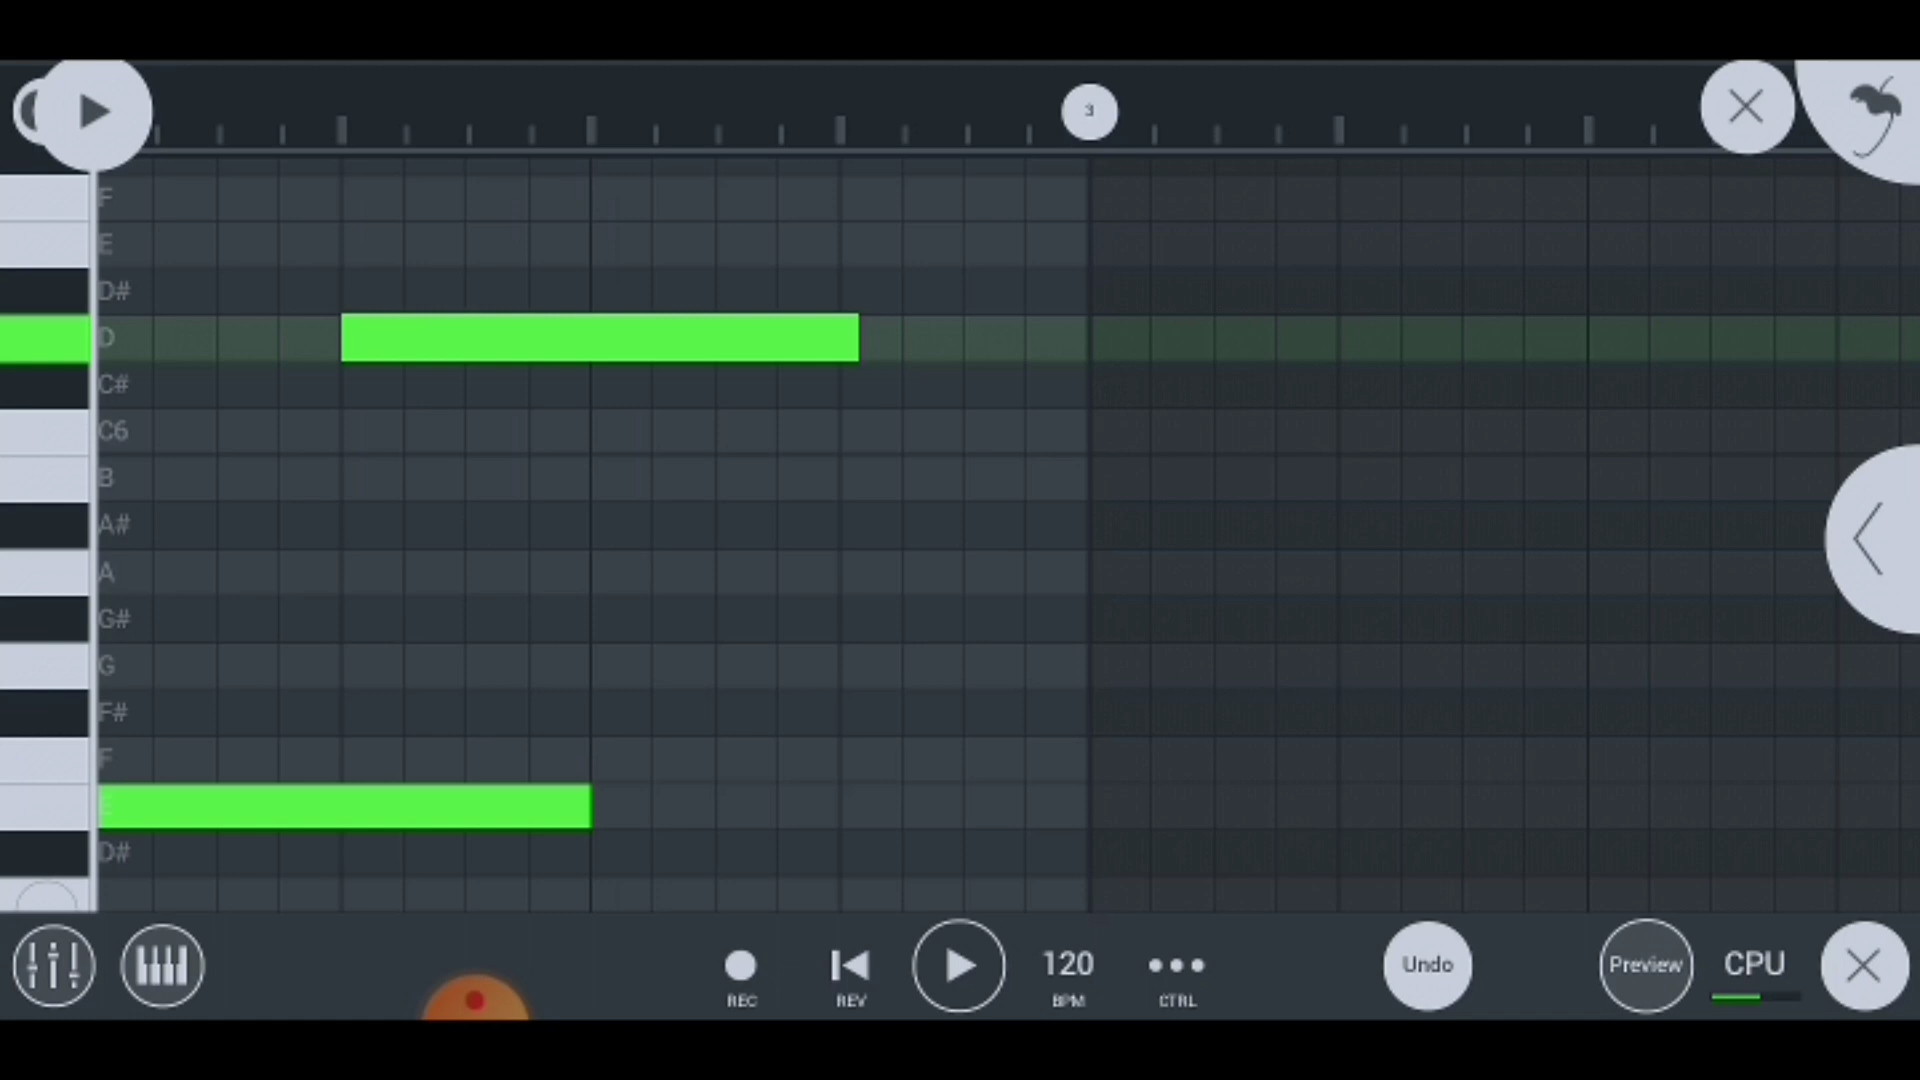 3
F
E
D#
D
C#
C6
B
A#
A
G#
G
F#
F
E
D#
REC
REV
120
BPM
CTRL
Undo
Preview
CPU